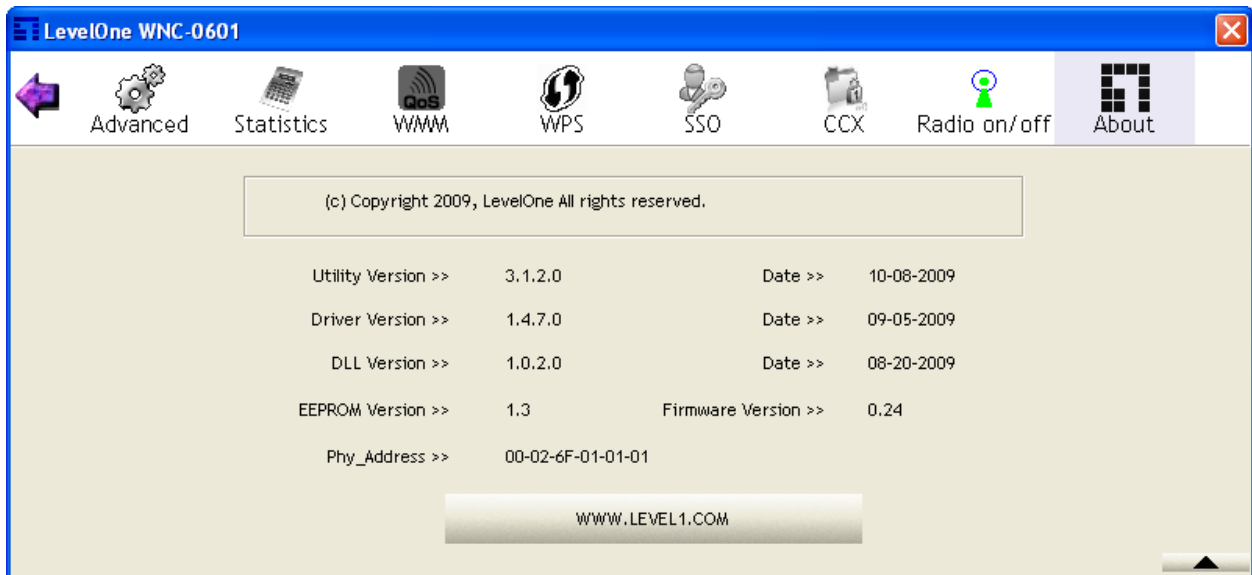 LevelOne WNC-0601
Advanced Statistics QoS WMM WPS SSO CCX Radio on/off About
(c) Copyright 2009, LevelOne All rights reserved.
Utility Version >> 3.1.2.0 Date >> 10-08-2009
Driver Version >> 1.4.7.0 Date >> 09-05-2009
DLL Version >> 1.0.2.0 Date >> 08-20-2009
EEPROM Version >> 1.3 Firmware Version >> 0.24
Phy_Address >> 00-02-6F-01-01-01
WWW.LEVEL1.COM